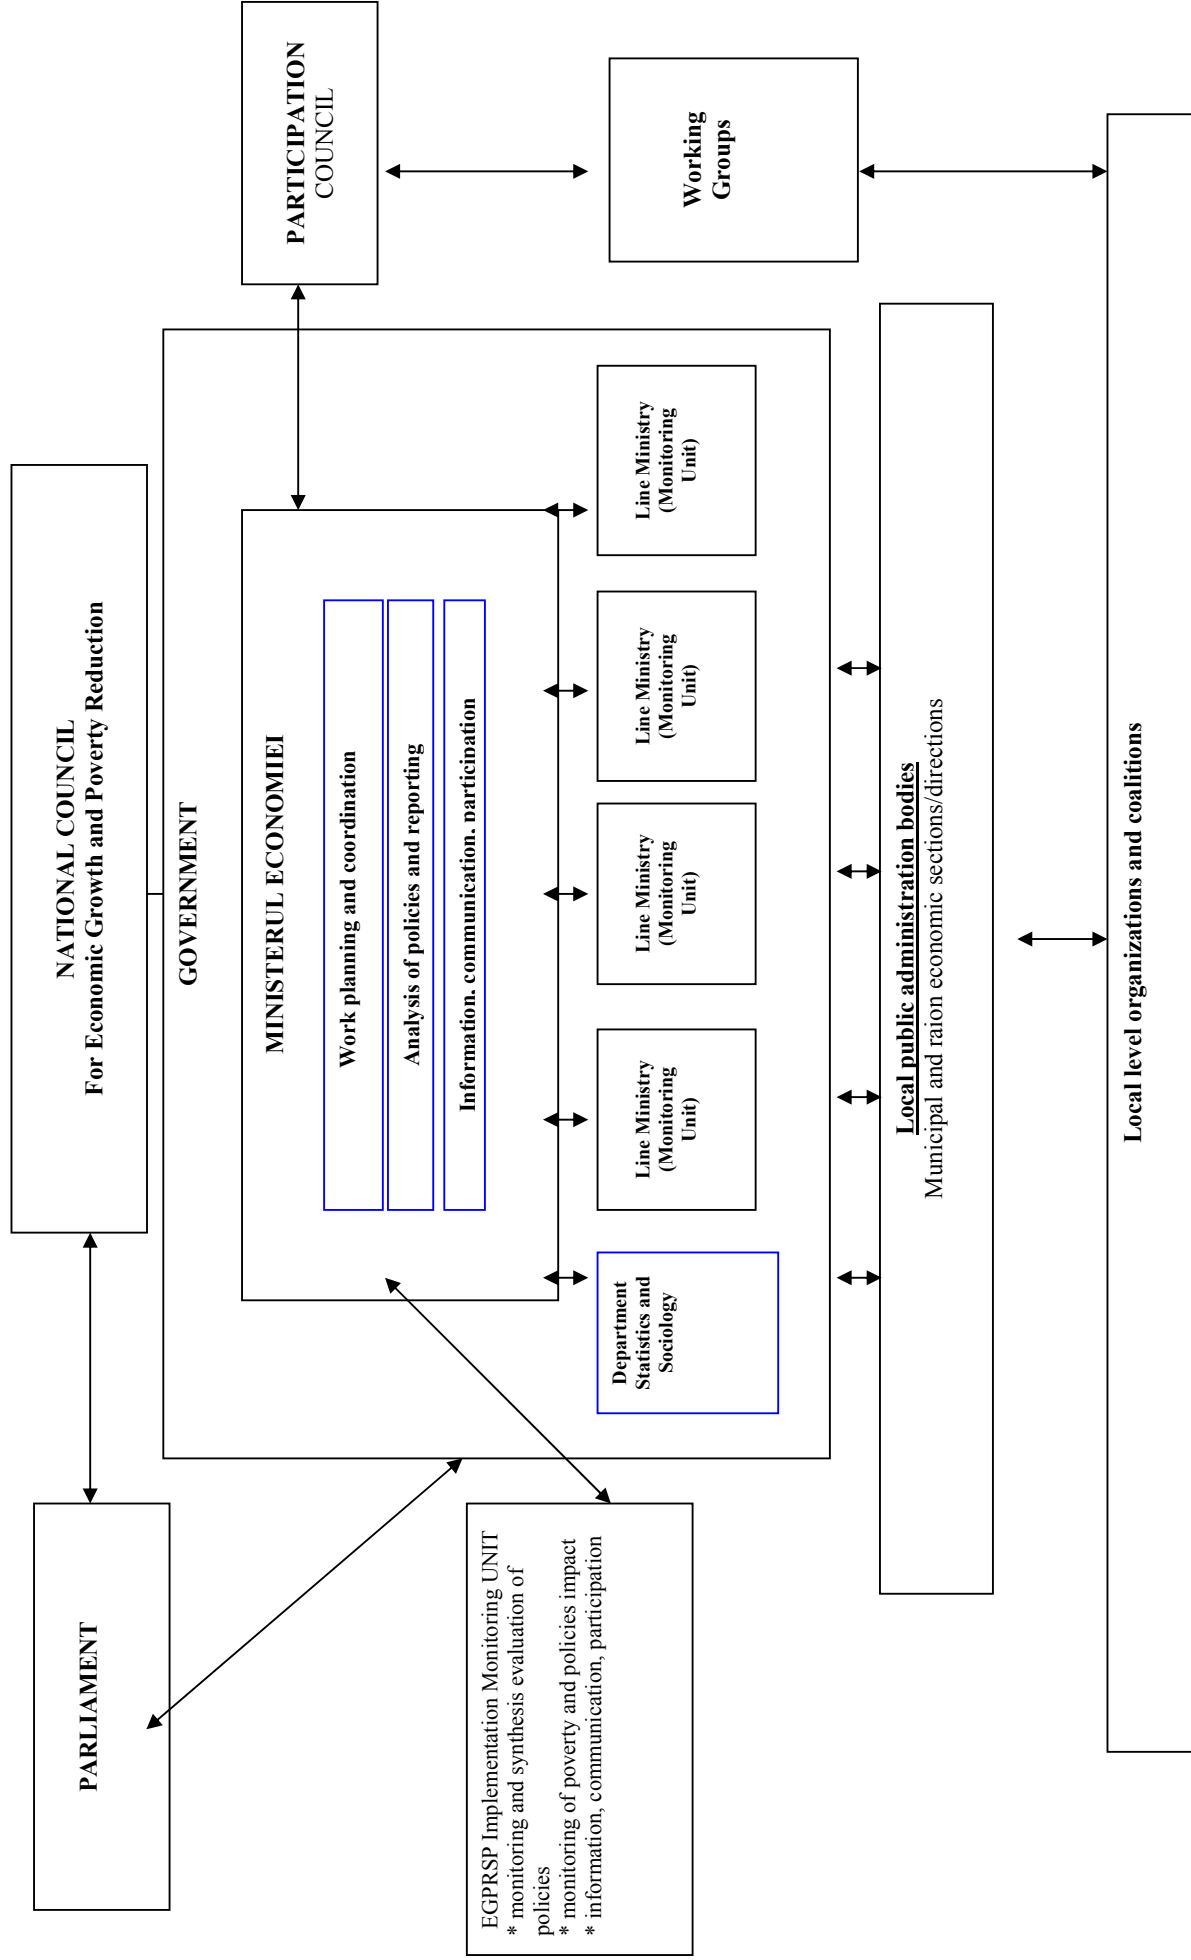 NATIONAL COUNCIL
For Economic Growth and Poverty Reduction
PARLIAMENT
GOVERNMENT
PARTICIPATION
COUNCIL
MINISTERUL ECONOMIEI
Work planning and coordination
Analysis of policies and reporting
Information, communication, participation
EGPRSP Implementation Monitoring UNIT
* monitoring and synthesis evaluation of
policies
* monitoring of poverty and policies impact
* information, communication, participation
Department
Statistics and
Sociology
Line Ministry
(Monitoring
Unit)
Line Ministry
(Monitoring
Unit)
Line Ministry
(Monitoring
Unit)
Line Ministry
(Monitoring
Unit)
Working
Groups
Local public administration bodies
Municipal and raion economic sections/directions
Local level organizations and coalitions